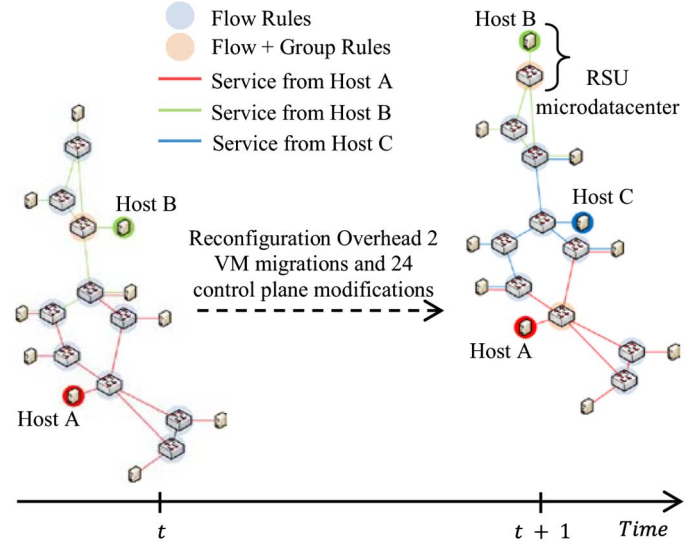 Flow Rules
Flow + Group Rules
Service from Host A
Service from Host B
Service from Host C
Host B
RSU
microdatacenter
Host B
Host C
Reconfiguration Overhead 2
VM migrations and 24
control plane modifications
Host A
Host A
t
t + 1
Time